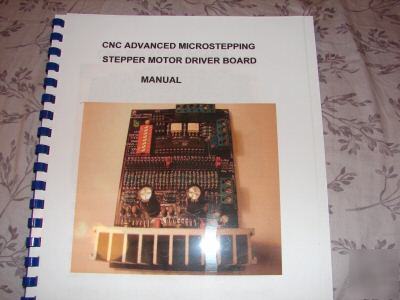 CNC ADVANCED MICROSTEPPING
STEPPER MOTOR DRIVER BOARD
MANUAL